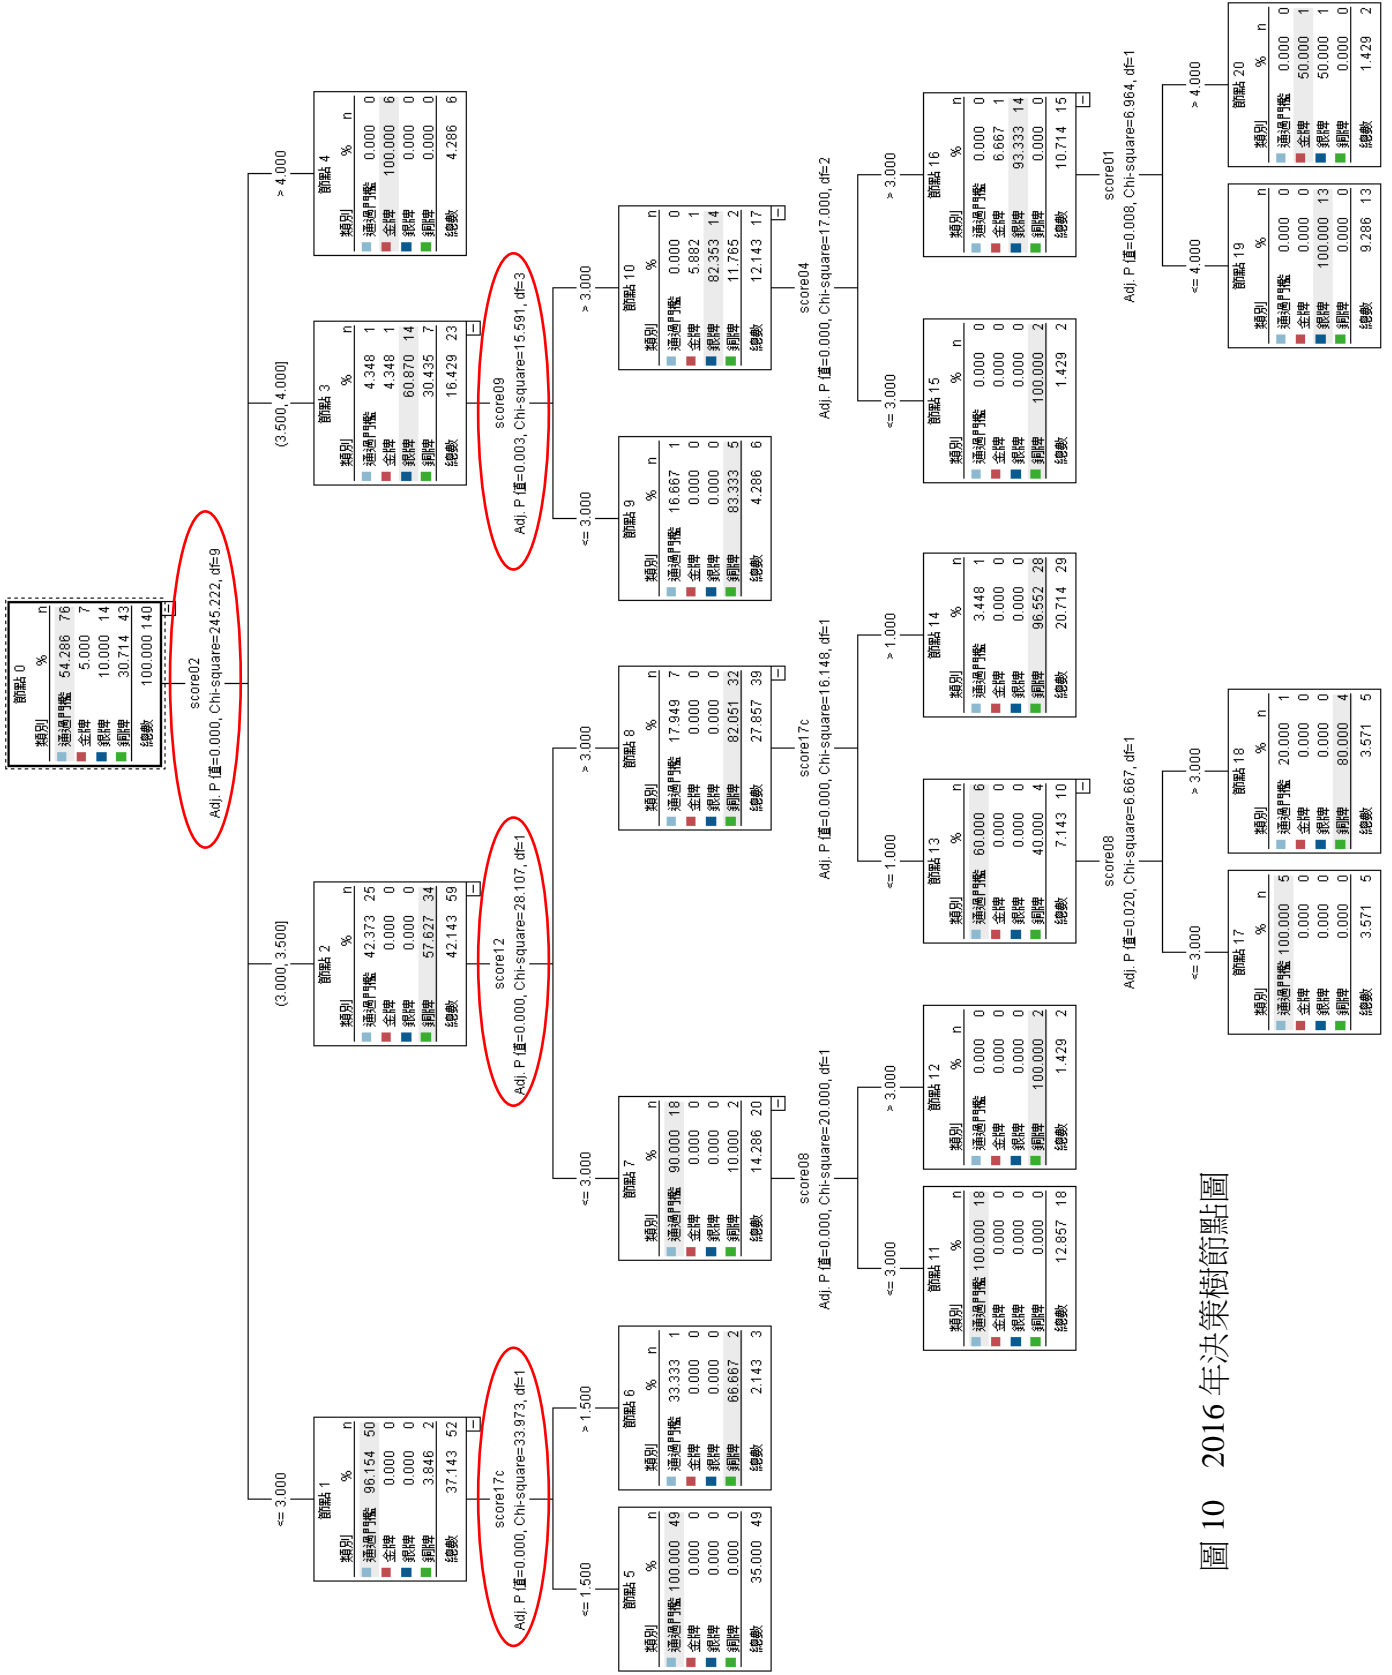 節點 0
類別 % n
通過門檻 54.286 76
金牌 5.000 7
銀牌 10.000 14
銅牌 30.714 43
總數 100.000 140
score02
Adj. P 值=0.000, Chi-square=245.222, df=9
<= 3.000
(3.000, 3.500]
(3.500, 4.000]
> 4.000
節點 1
類別 % n
通過門檻 96.154 50
金牌 0.000 0
銀牌 0.000 0
銅牌 3.846 2
總數 37.143 52
節點 2
類別 % n
通過門檻 42.373 25
金牌 0.000 0
銀牌 0.000 0
銅牌 57.627 34
總數 42.143 59
節點 3
類別 % n
通過門檻 4.348 1
金牌 4.348 1
銀牌 60.870 14
銅牌 30.435 7
總數 16.429 23
節點 4
類別 % n
通過門檻 0.000 0
金牌 100.000 6
銀牌 0.000 0
銅牌 0.000 0
總數 4.286 6
score17c
Adj. P 值=0.000, Chi-square=33.973, df=1
score12
Adj. P 值=0.000, Chi-square=28.107, df=1
score09
Adj. P 值=0.003, Chi-square=15.591, df=3
<= 1.500
> 1.500
<= 3.000
> 3.000
<= 3.000
> 3.000
節點 5
類別 % n
通過門檻 100.000 49
金牌 0.000 0
銀牌 0.000 0
銅牌 0.000 0
總數 35.000 49
節點 6
類別 % n
通過門檻 33.333 1
金牌 0.000 0
銀牌 0.000 0
銅牌 66.667 2
總數 2.143 3
節點 7
類別 % n
通過門檻 90.000 18
金牌 0.000 0
銀牌 0.000 0
銅牌 10.000 2
總數 14.286 20
節點 8
類別 % n
通過門檻 17.949 7
金牌 0.000 0
銀牌 0.000 0
銅牌 82.051 32
總數 27.857 39
節點 9
類別 % n
通過門檻 16.667 1
金牌 0.000 0
銀牌 0.000 0
銅牌 83.333 5
總數 4.286 6
節點 10
類別 % n
通過門檻 0.000 0
金牌 5.882 1
銀牌 82.353 14
銅牌 11.765 2
總數 12.143 17
score08
Adj. P 值=0.000, Chi-square=20.000, df=1
score17c
Adj. P 值=0.000, Chi-square=16.148, df=1
score04
Adj. P 值=0.000, Chi-square=17.000, df=2
<= 3.000
> 3.000
<= 1.000
> 1.000
<= 3.000
> 3.000
節點 11
類別 % n
通過門檻 100.000 18
金牌 0.000 0
銀牌 0.000 0
銅牌 0.000 0
總數 12.857 18
節點 12
類別 % n
通過門檻 0.000 0
金牌 0.000 0
銀牌 0.000 0
銅牌 100.000 2
總數 1.429 2
節點 13
類別 % n
通過門檻 60.000 6
金牌 0.000 0
銀牌 0.000 0
銅牌 40.000 4
總數 7.143 10
節點 14
類別 % n
通過門檻 3.448 1
金牌 0.000 0
銀牌 0.000 0
銅牌 96.552 28
總數 20.714 29
節點 15
類別 % n
通過門檻 0.000 0
金牌 0.000 0
銀牌 0.000 0
銅牌 100.000 2
總數 1.429 2
節點 16
類別 % n
通過門檻 0.000 0
金牌 6.667 1
銀牌 93.333 14
銅牌 0.000 0
總數 10.714 15
score08
Adj. P 值=0.020, Chi-square=6.667, df=1
score01
Adj. P 值=0.008, Chi-square=6.964, df=1
<= 3.000
> 3.000
<= 4.000
> 4.000
節點 17
類別 % n
通過門檻 100.000 5
金牌 0.000 0
銀牌 0.000 0
銅牌 0.000 0
總數 3.571 5
節點 18
類別 % n
通過門檻 20.000 1
金牌 0.000 0
銀牌 0.000 0
銅牌 80.000 4
總數 3.571 5
節點 19
類別 % n
通過門檻 0.000 0
金牌 0.000 0
銀牌 100.000 13
銅牌 0.000 0
總數 9.286 13
節點 20
類別 % n
通過門檻 0.000 0
金牌 50.000 1
銀牌 50.000 1
銅牌 0.000 0
總數 1.429 2
圖 10 2016 年決策樹節點圖